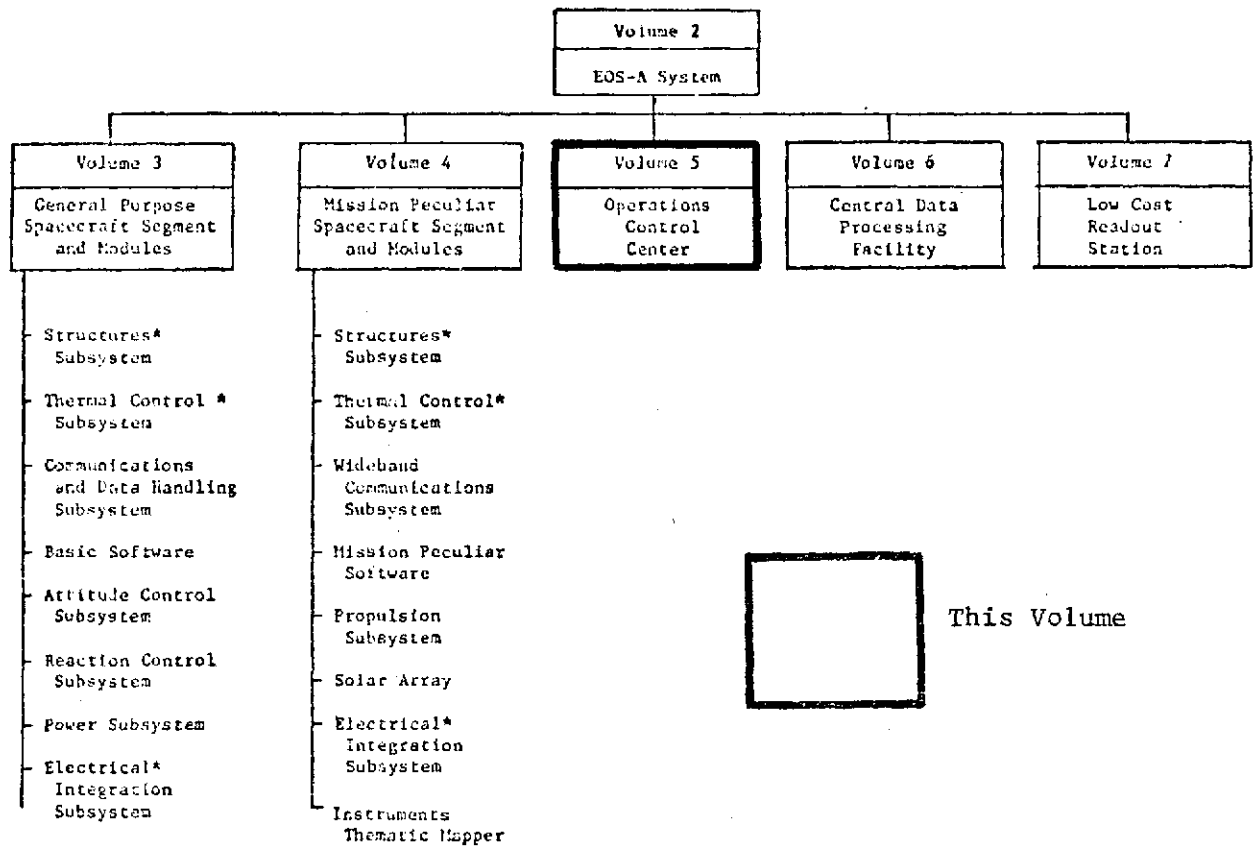 Volume 2
EOS-A System
Volume 3
General Purpose
Spacecraft Segment
and Modules
Structures*
Subsystem
Thermal Control *
Subsystem
Communications
and Data Handling
Subsystem
Basic Software
Attitude Control
Subsystem
Reaction Control
Subsystem
Power Subsystem
Electrical*
Integration
Subsystem
Volume 4
Mission Peculiar
Spacecraft Segment
and Modules
Structures*
Subsystem
Thermal Control*
Subsystem
Wideband
Communications
Subsystem
Mission Peculiar
Software
Propulsion
Subsystem
Solar Array
Electrical*
Integration
Subsystem
Instruments
Thematic Mapper
Volume 5
Operations
Control
Center
Volume 6
Central Data
Processing
Facility
Volume 7
Low Cost
Readout
Station
This Volume